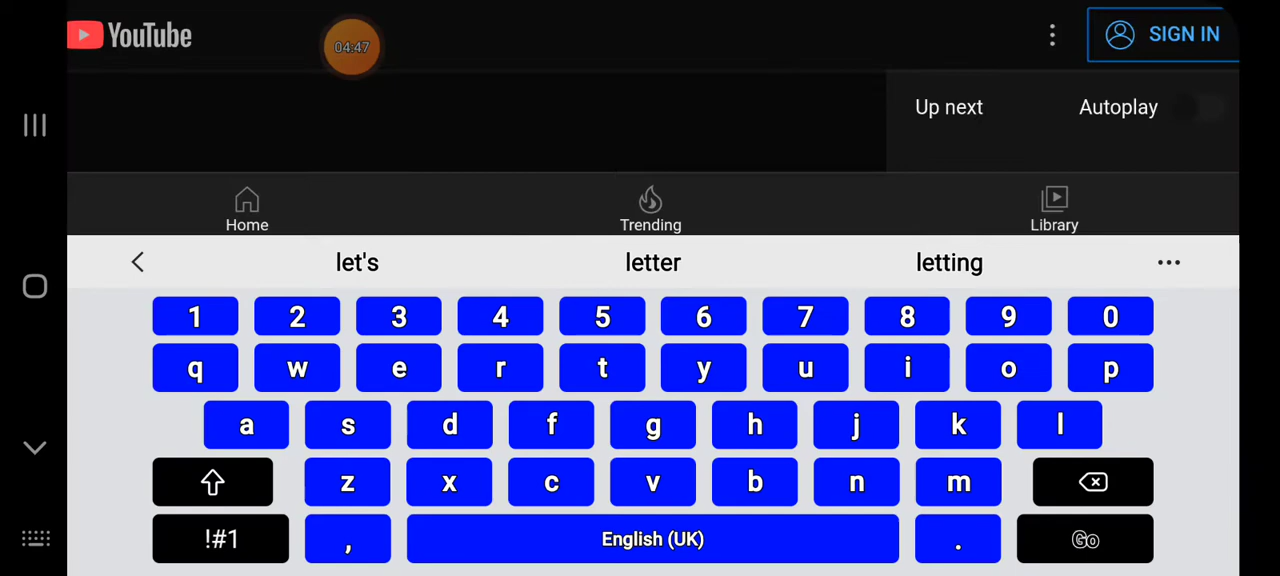 YouTube
04:47
SIGN IN
Up next Autoplay
Home Trending Library
let's letter letting
1 2 3 4 5 6 7 8 9 0
q w e r t y u i o p
a s d f g h j k l
z x c v b n m
!#1 , English (UK) . Go